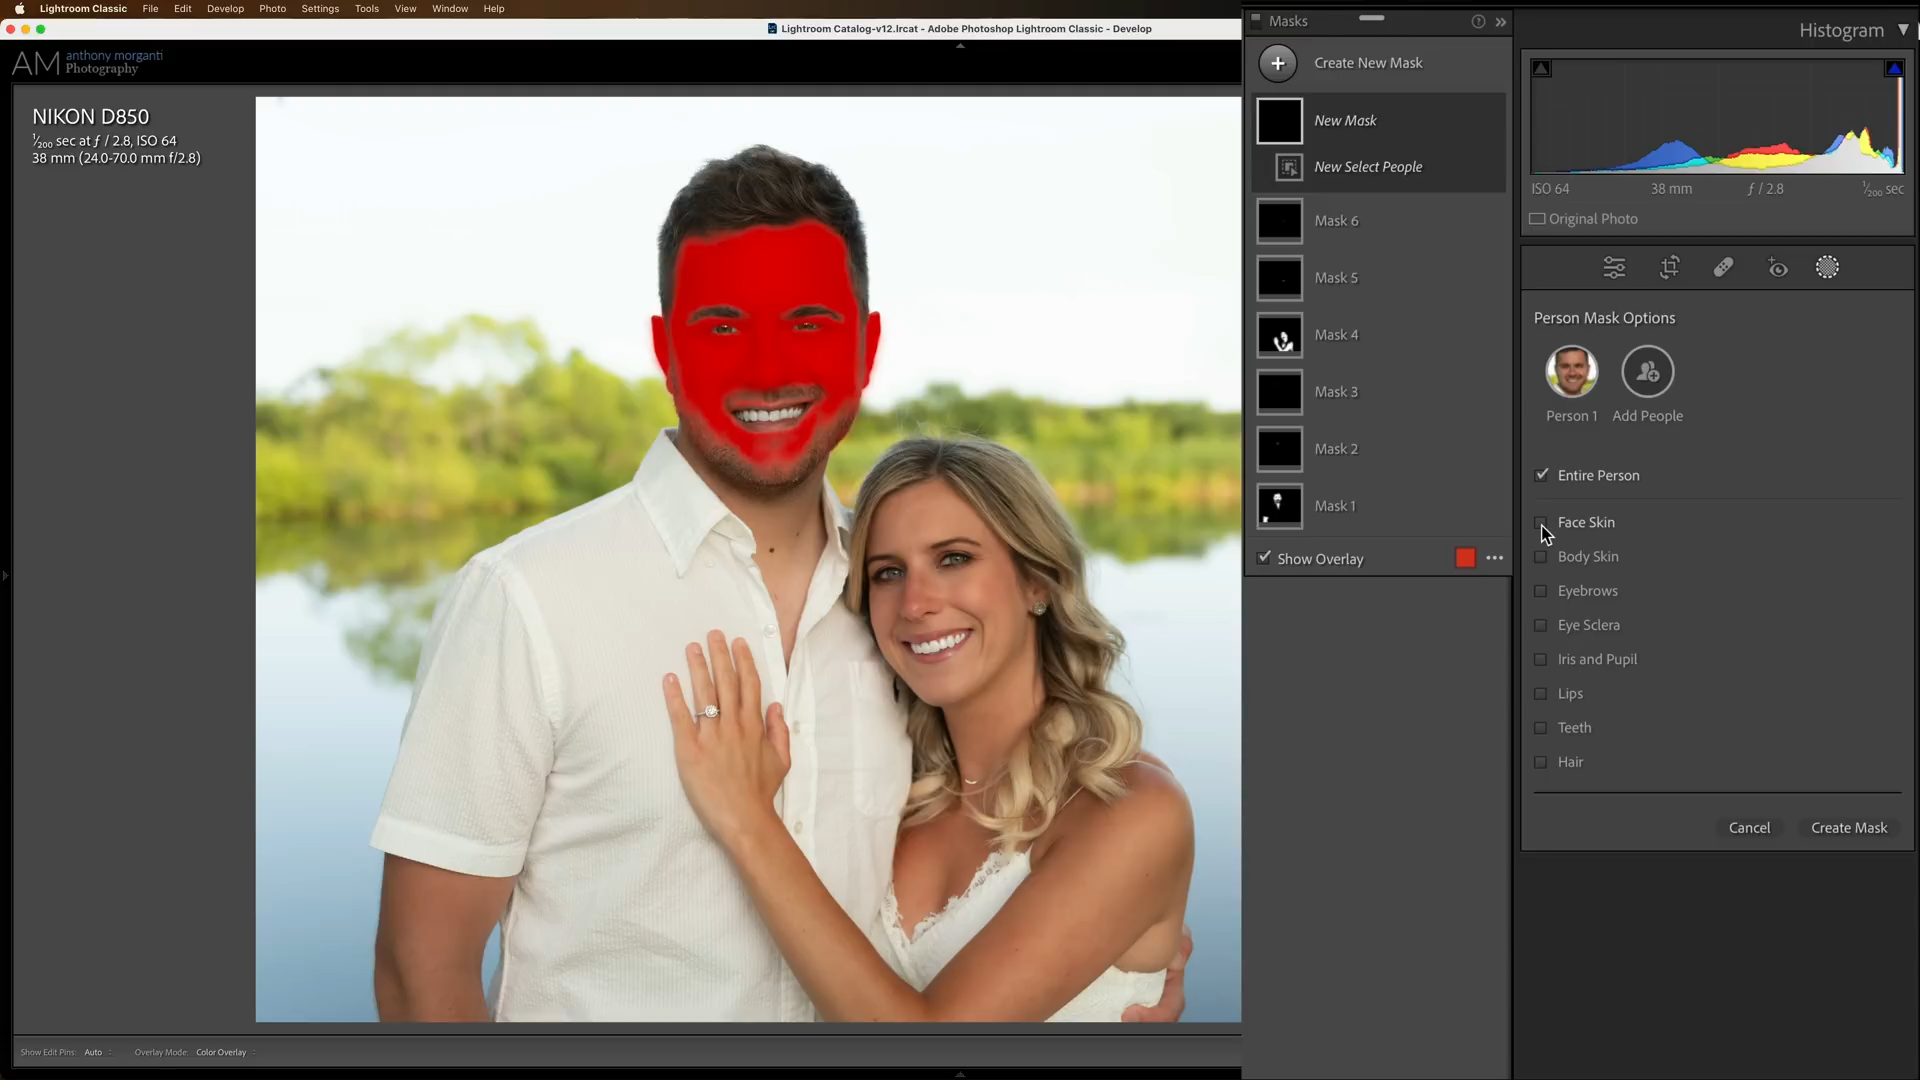 Lightroom Classic File Edit Develop Photo Settings Tools View Window Help
Lightroom Catalog-v12.lrcat - Adobe Photoshop Lightroom Classic - Develop
AM anthony morganti
Photography
NIKON D850
1/200 sec at ƒ / 2.8, ISO 64
38 mm (24.0-70.0 mm f/2.8)
Masks
Create New Mask
New Mask
New Select People
Mask 6
Mask 5
Mask 4
Mask 3
Mask 2
Mask 1
Show Overlay
Histogram
ISO 64 38 mm ƒ / 2.8 1/200 sec
Original Photo
Person Mask Options
Person 1 Add People
Entire Person
Face Skin
Body Skin
Eyebrows
Eye Sclera
Iris and Pupil
Lips
Teeth
Hair
Cancel Create Mask
Show Edit Pins: Auto Overlay Mode: Color Overlay